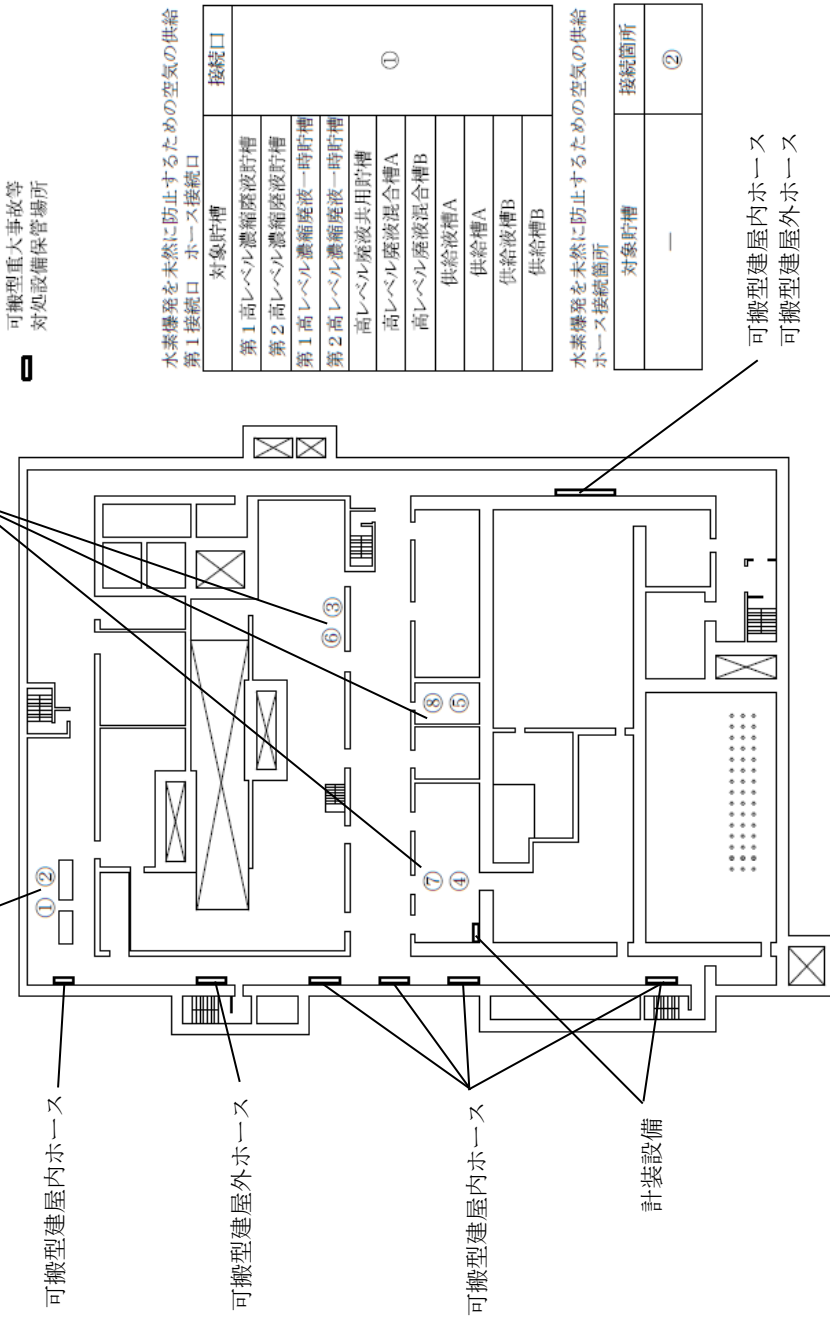 可搬型重大事故等
対処設備保管場所
水素爆発を未然に防止するための空気の供給
第1接続口 ホース接続口
対象貯槽 接続口
第1高レベル濃縮廃液貯槽
第2高レベル濃縮廃液貯槽
第1高レベル濃縮廃液一時貯槽
第2高レベル濃縮廃液一時貯槽
高レベル廃液共用貯槽
高レベル廃液混合槽A
高レベル廃液混合槽B
供給液槽A
供給槽A
供給液槽B
供給槽B
①
水素爆発を未然に防止するための空気の供給
ホース接続箇所
対象貯槽 接続箇所
― ②
可搬型建屋内ホース
可搬型建屋外ホース
① ②
⑥ ③
⑧
⑤
⑦
④
可搬型建屋内ホース
可搬型建屋外ホース
可搬型建屋内ホース
計装設備